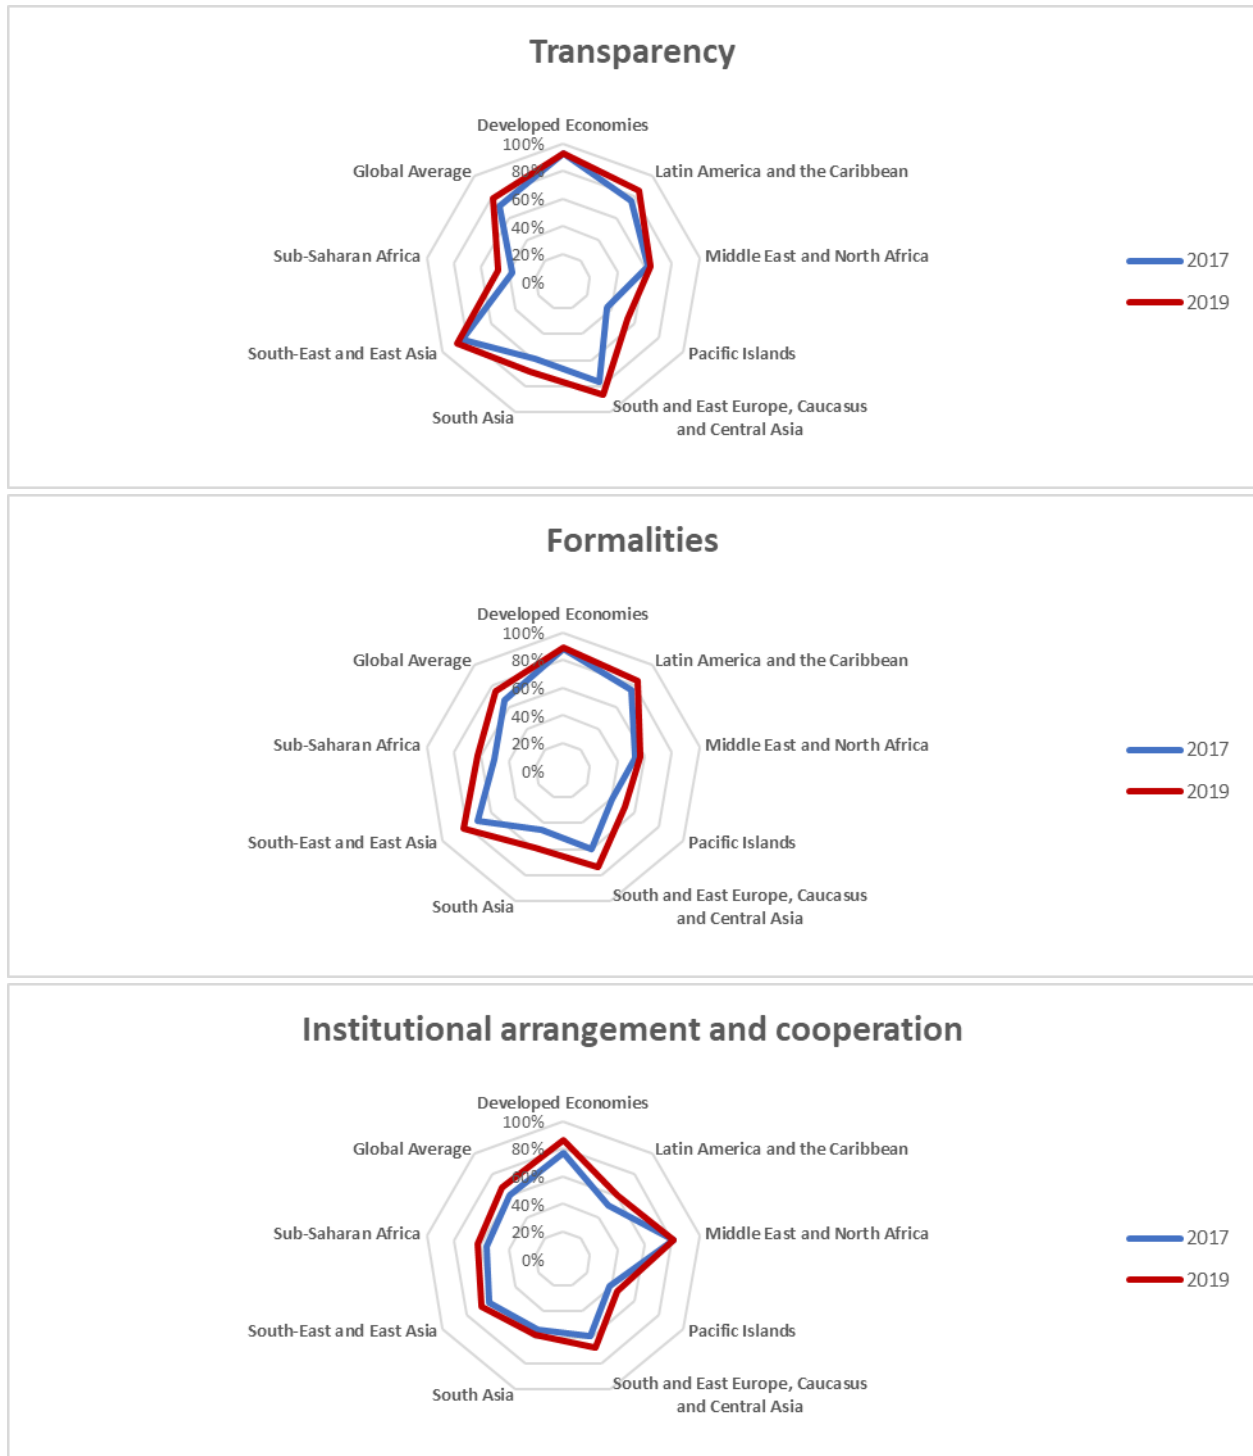 Transparency
Developed Economies
100%
Global Average
80%
Latin America and the Caribbean
60%
40%
Sub-Saharan Africa
20%
Middle East and North Africa
0%
2017
2019
South-East and East Asia
Pacific Islands
South Asia
South and East Europe, Caucasus
and Central Asia
Formalities
Developed Economies
100%
Global Average
80%
Latin America and the Caribbean
60%
40%
Sub-Saharan Africa
20%
Middle East and North Africa
0%
2017
2019
South-East and East Asia
Pacific Islands
South Asia
South and East Europe, Caucasus
and Central Asia
Institutional arrangement and cooperation
Developed Economies
100%
Global Average
80%
Latin America and the Caribbean
60%
40%
Sub-Saharan Africa
20%
Middle East and North Africa
0%
2017
2019
South-East and East Asia
Pacific Islands
South Asia
South and East Europe, Caucasus
and Central Asia